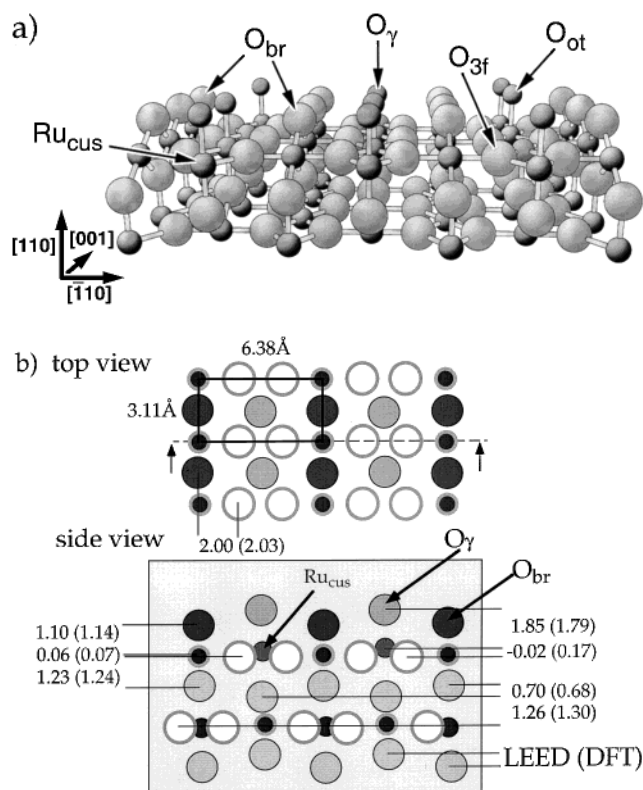 a)
O_br
O_γ
O_ot
O_3f
Ru_cus
[110]
[001]
[1̄10]
b) top view
6.38Å
3.11Å
2.00 (2.03)
side view
O_γ
Ru_cus
O_br
1.10 (1.14)
0.06 (0.07)
1.23 (1.24)
1.85 (1.79)
-0.02 (0.17)
0.70 (0.68)
1.26 (1.30)
LEED (DFT)